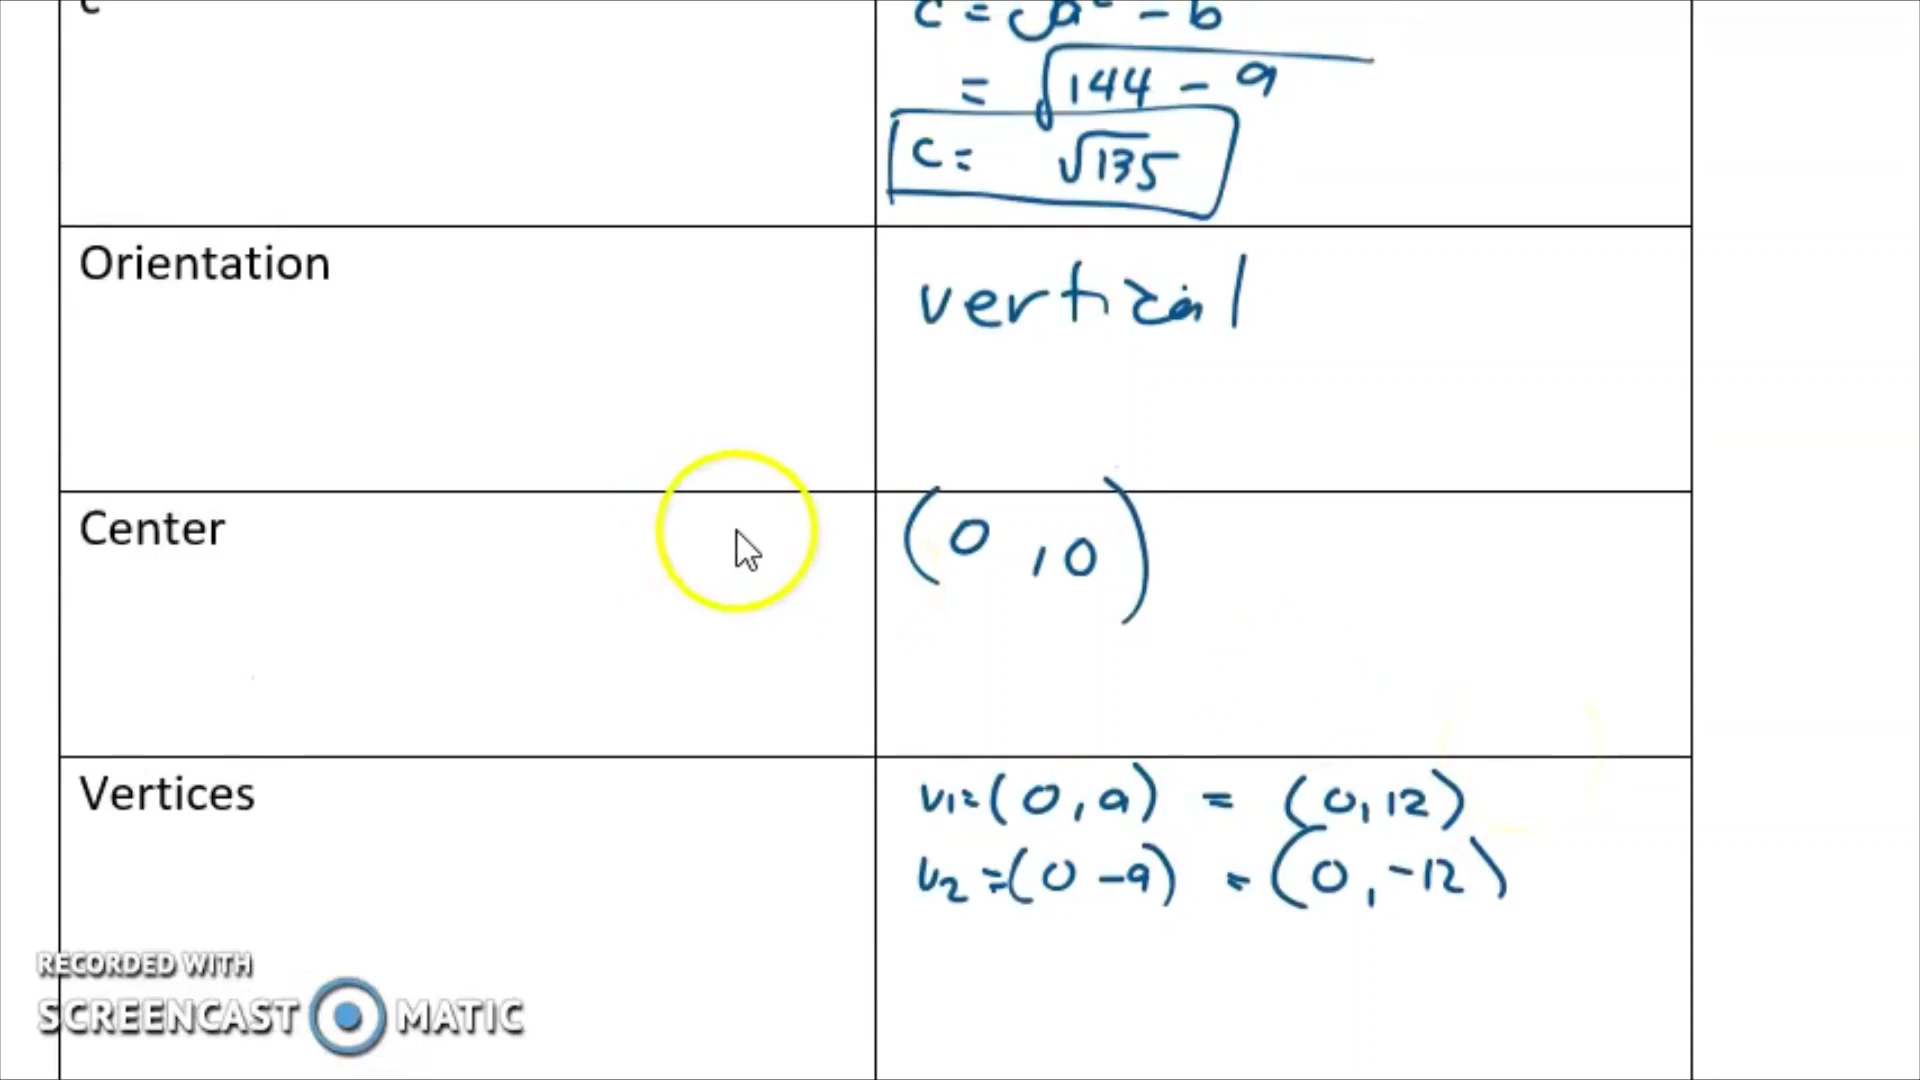 c
c = √a² - b
= √144 - 9
c = √135
Orientation
vertical
Center
(0 , 0)
Vertices
V1=(0, a) = (0, 12)
V2=(0 -a) = (0, -12)
RECORDED WITH
SCREENCAST MATIC